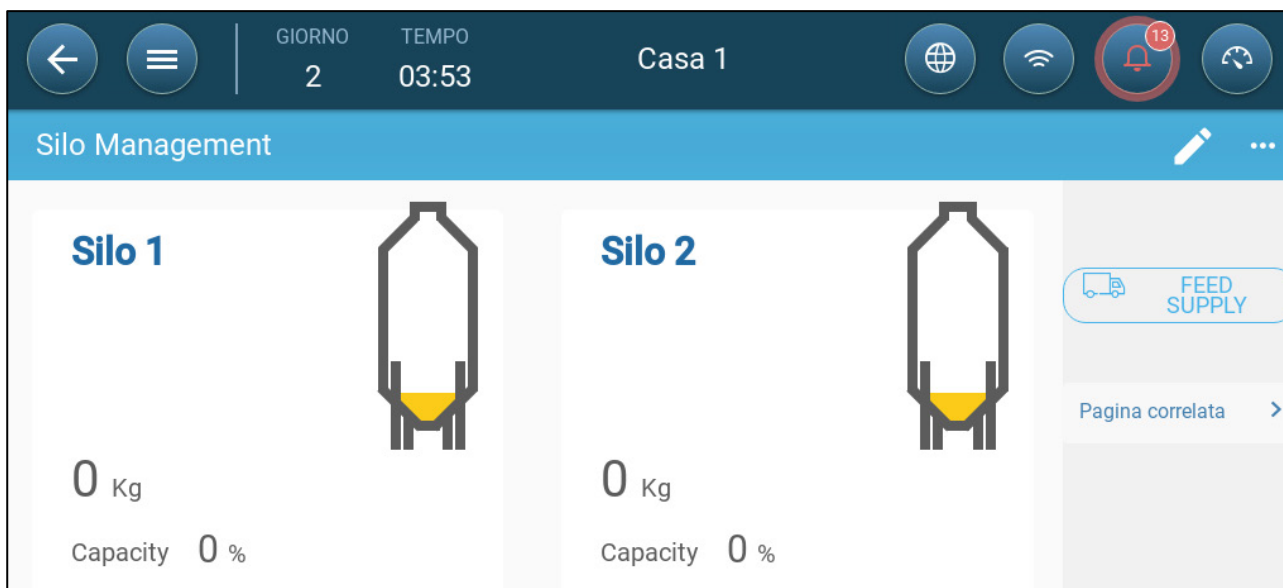 GIORNO
2
TEMPO
03:53
Casa 1
13
Silo Management
Silo 1
0 Kg
Capacity 0 %
Silo 2
0 Kg
Capacity 0 %
FEED
SUPPLY
Pagina correlata